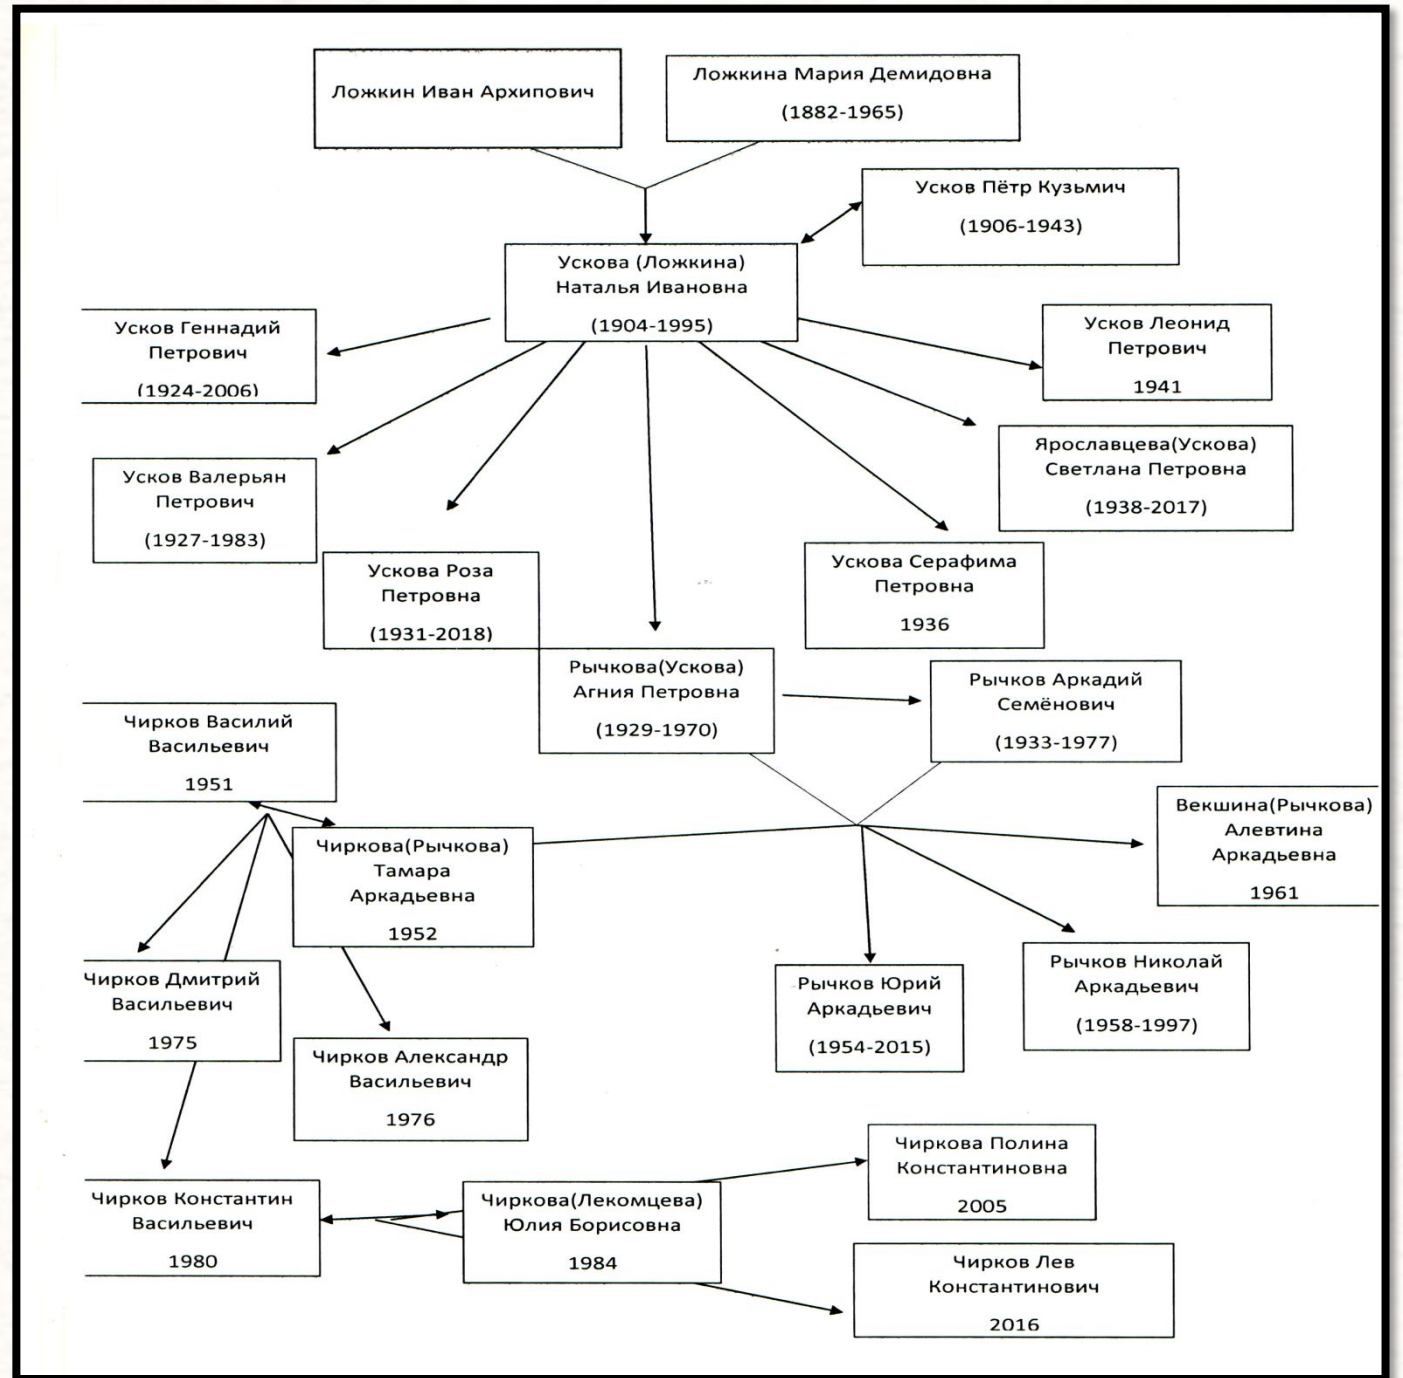 Ложкин Иван Архипович
Ложкина Мария Демидовна
(1882-1965)
Усков Пётр Кузьмич
(1906-1943)
Ускова (Ложкина)
Наталья Ивановна
(1904-1995)
Усков Геннадий
Петрович
(1924-2006)
Усков Леонид
Петрович
1941
Ярославцева(Ускова)
Светлана Петровна
(1938-2017)
Усков Валерьян
Петрович
(1927-1983)
Ускова Роза
Петровна
(1931-2018)
Ускова Серафима
Петровна
1936
Рычкова(Ускова)
Агния Петровна
(1929-1970)
Рычков Аркадий
Семёнович
(1933-1977)
Чирков Василий
Васильевич
1951
Чиркова(Рычкова)
Тамара
Аркадьевна
1952
Векшина(Рычкова)
Алевтина
Аркадьевна
1961
Чирков Дмитрий
Васильевич
1975
Рычков Юрий
Аркадьевич
(1954-2015)
Рычков Николай
Аркадьевич
(1958-1997)
Чирков Александр
Васильевич
1976
Чирков Константин
Васильевич
1980
Чиркова(Лекомцева)
Юлия Борисовна
1984
Чиркова Полина
Константиновна
2005
Чирков Лев
Константинович
2016